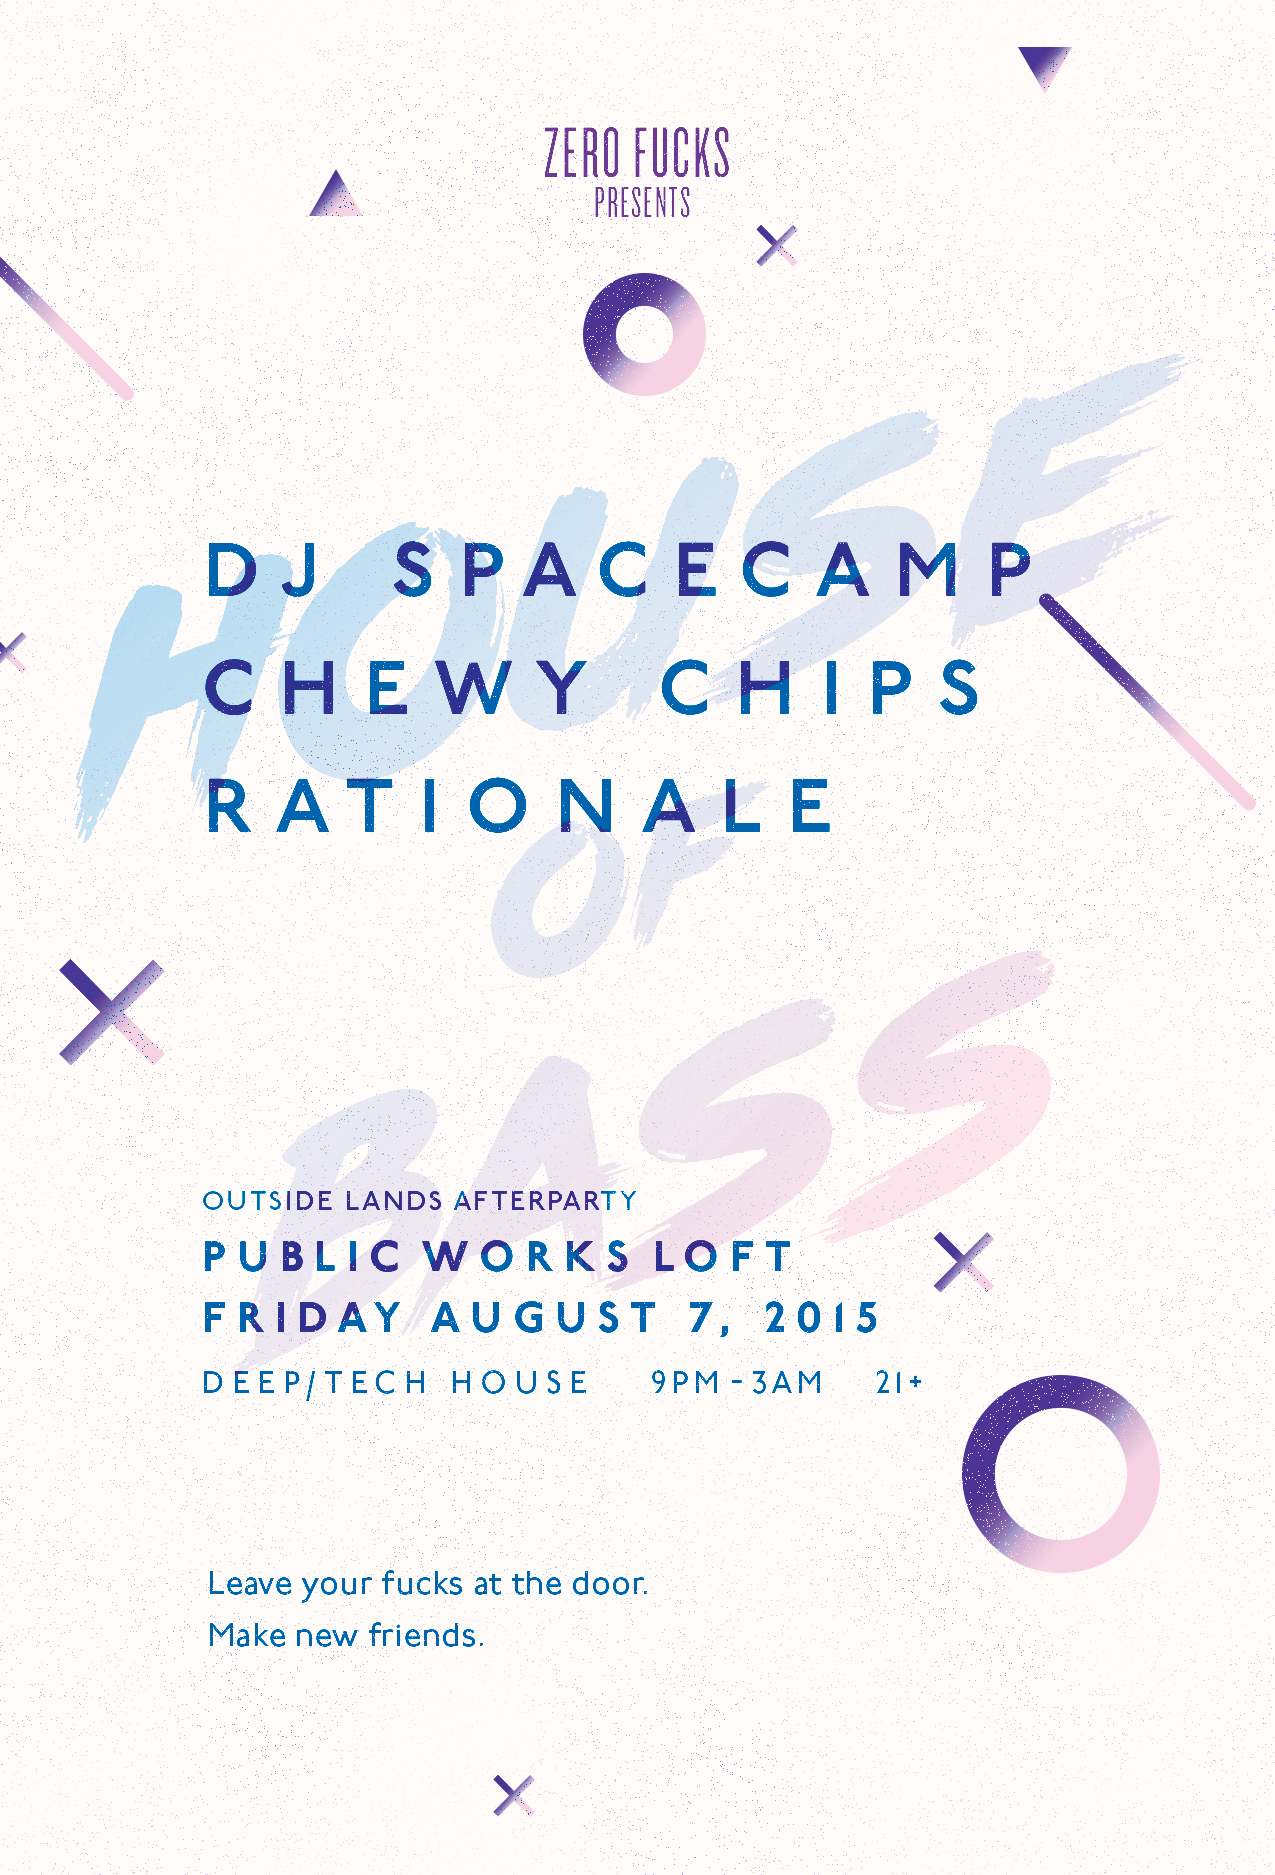 ZERO FUCKS
PRESENTS
HOUSE
OF
BASS
DJ SPACECAMP
CHEWY CHIPS
RATIONALE
OUTSIDE LANDS AFTERPARTY
PUBLIC WORKS LOFT
FRIDAY AUGUST 7, 2015
DEEP/TECH HOUSE 9PM-3AM 21+
Leave your fucks at the door.
Make new friends.